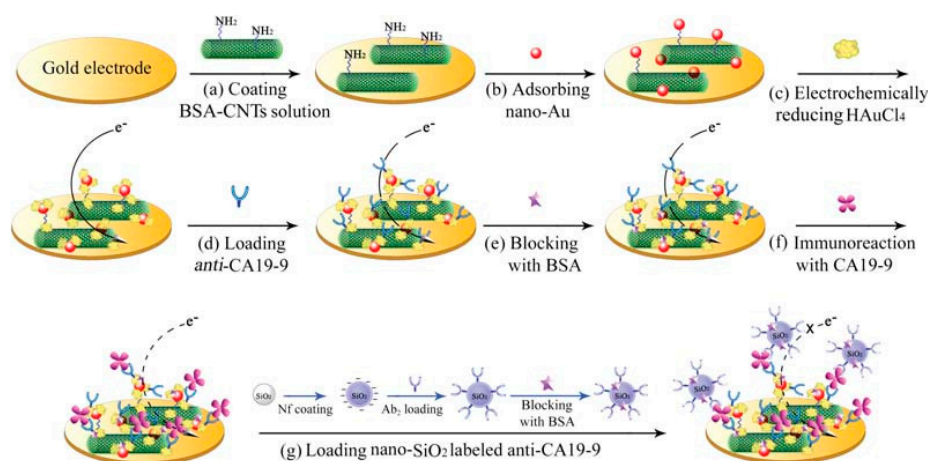 NH2
NH2
Gold electrode
(a) Coating
BSA-CNTs solution
NH2
NH2
NH2
(b) Adsorbing
nano-Au
(c) Electrochemically
reducing HAuCl4
e-
(d) Loading
anti-CA19-9
e-
(e) Blocking
with BSA
e-
(f) Immunoreaction
with CA19-9
e-
SiO2
Nf coating
SiO2
Ab2 loading
SiO2
Blocking
with BSA
SiO2
(g) Loading nano-SiO2 labeled anti-CA19-9
SiO2
X
e-
SiO2
SiO2